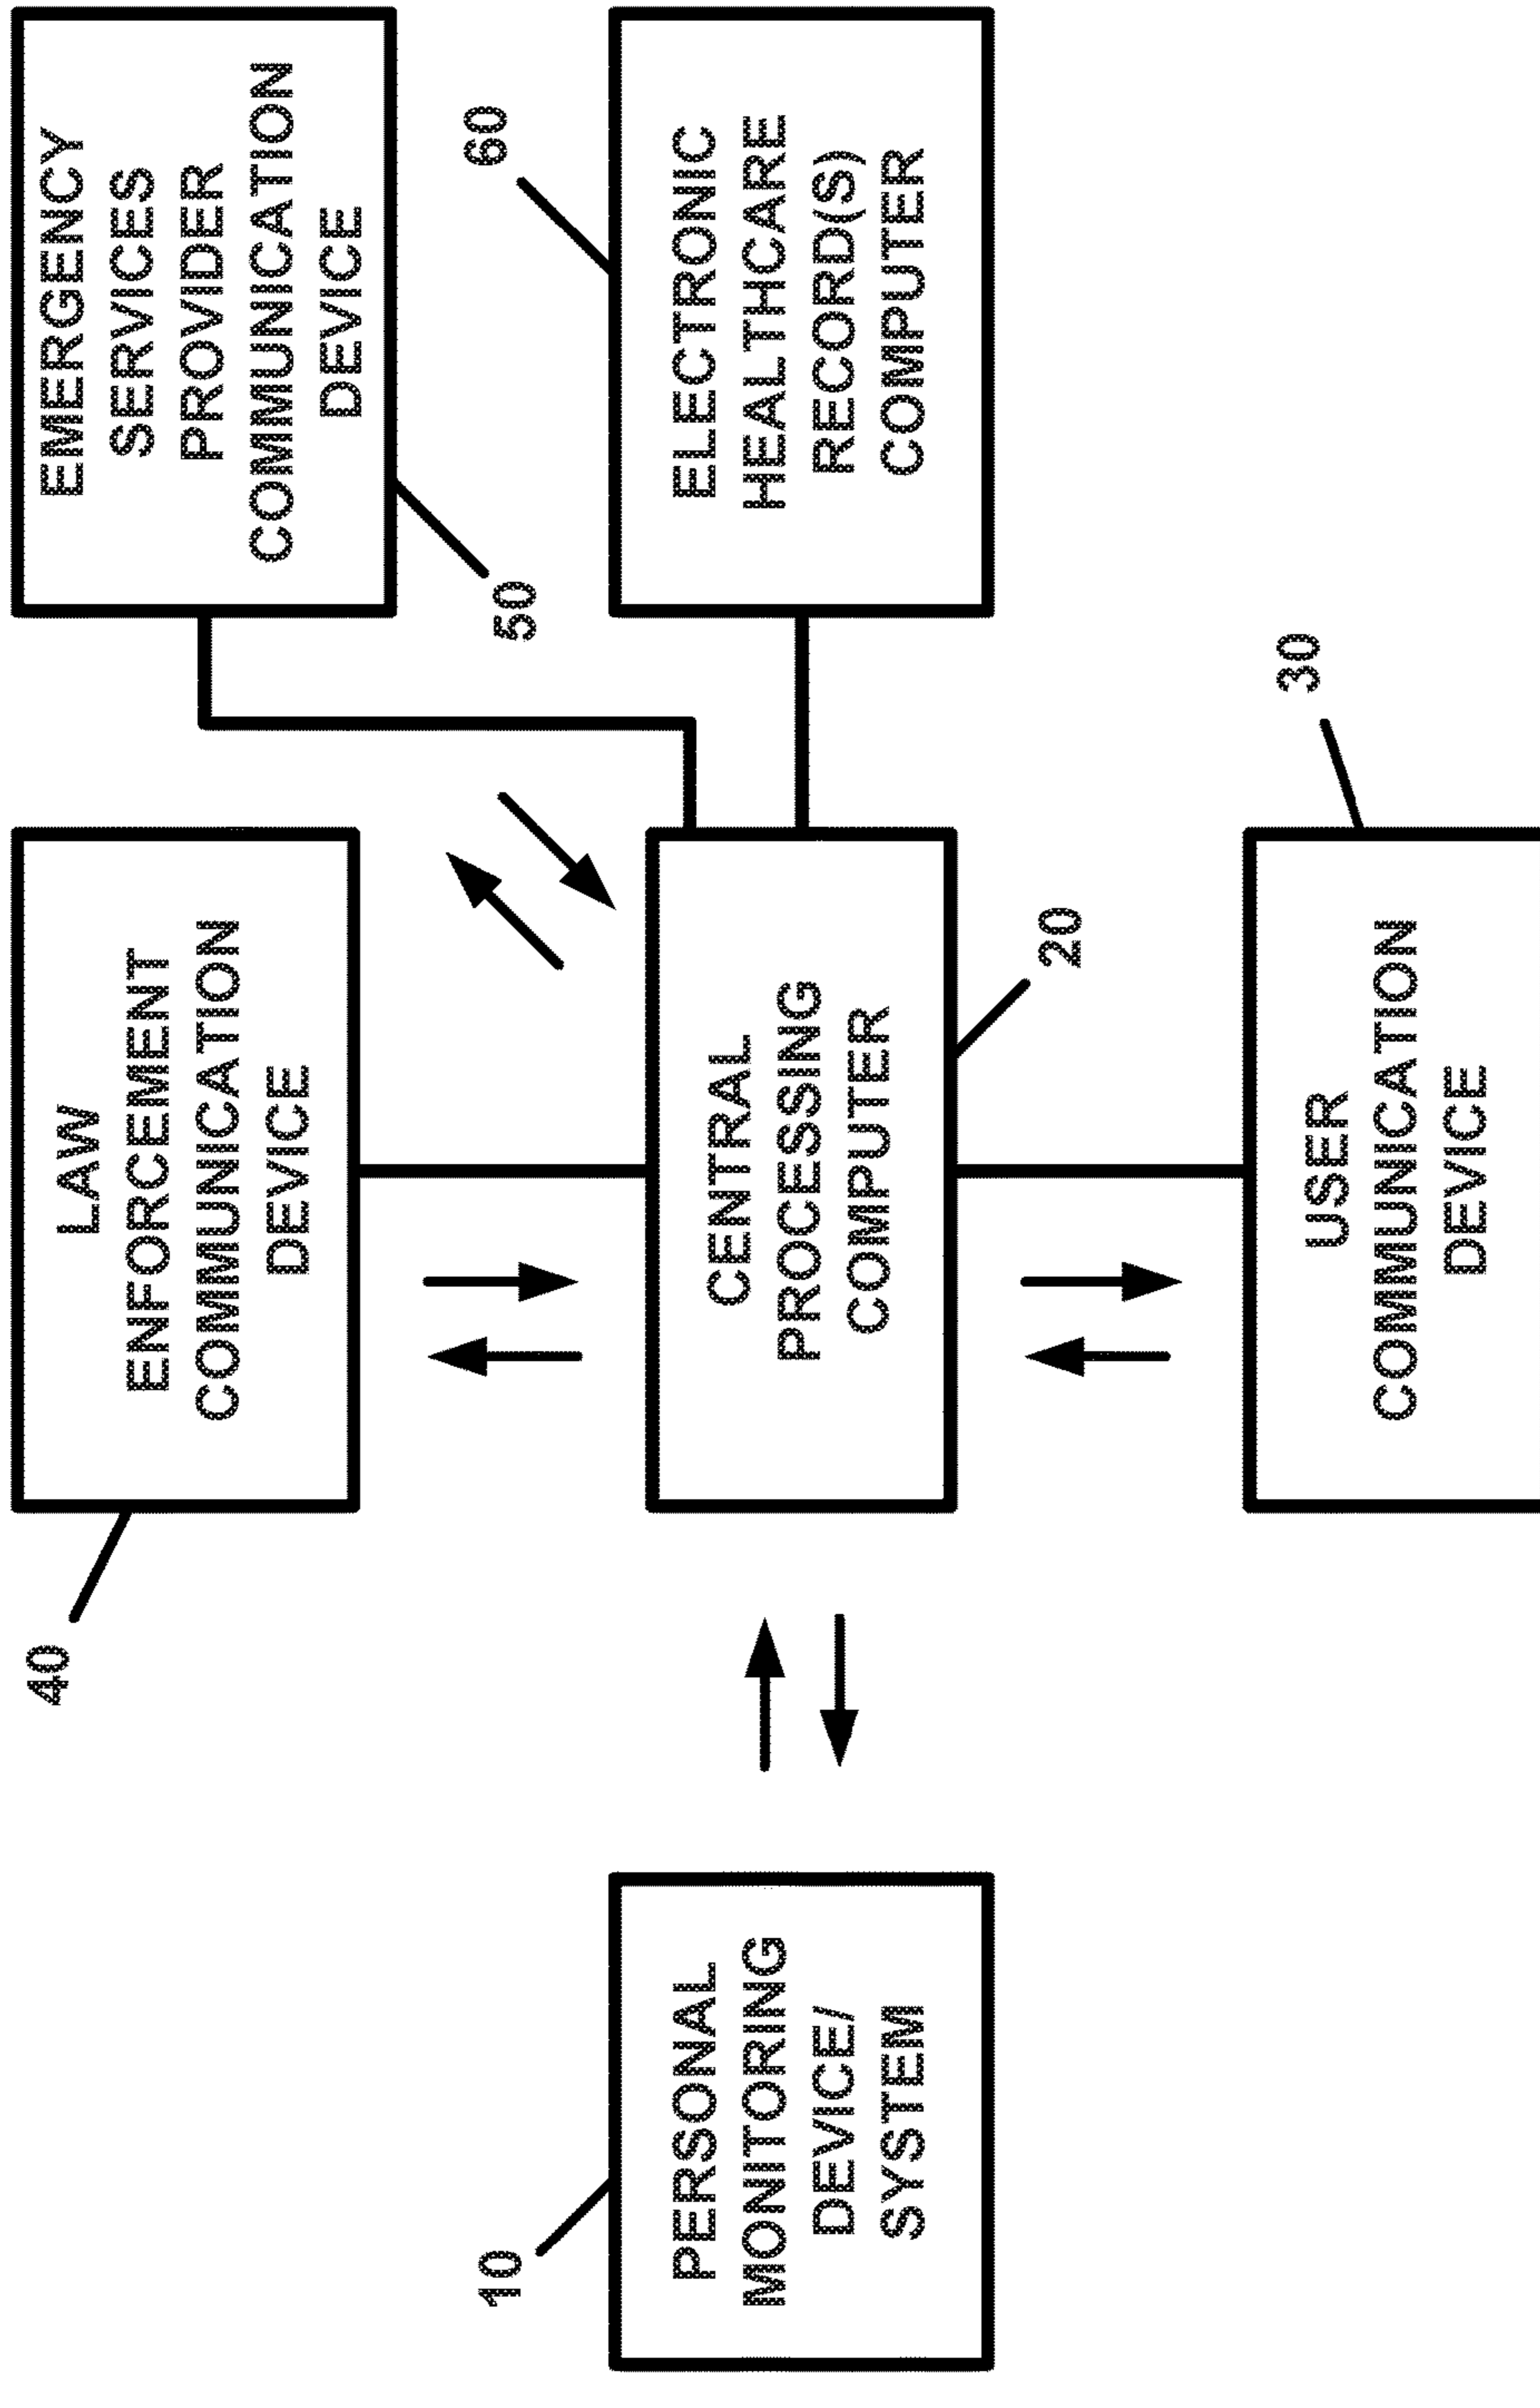 40
LAW
ENFORCEMENT
COMMUNICATION
DEVICE
EMERGENCY
SERVICES
PROVIDER
COMMUNICATION
DEVICE
50
10
PERSONAL
MONITORING
DEVICE/
SYSTEM
CENTRAL
PROCESSING
COMPUTER
20
60
ELECTRONIC
HEALTHCARE
RECORD(S)
COMPUTER
30
USER
COMMUNICATION
DEVICE